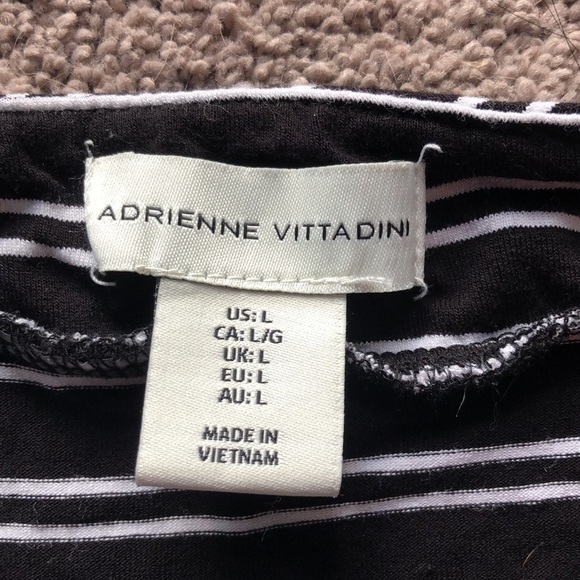 ADRIENNE VITTADINI
US: L
CA: L/G
UK: L
EU: L
AU: L
MADE IN
VIETNAM